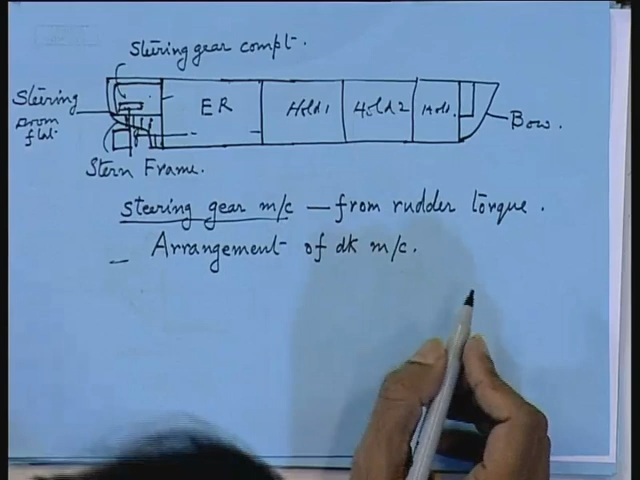 Steering gear compt.
Steering room flat.
ER
Hold 1
Hold 2
Hold.
Bow.
Stern Frame.
Steering gear m/c — from rudder torque.
– Arrangement of dk m/c.